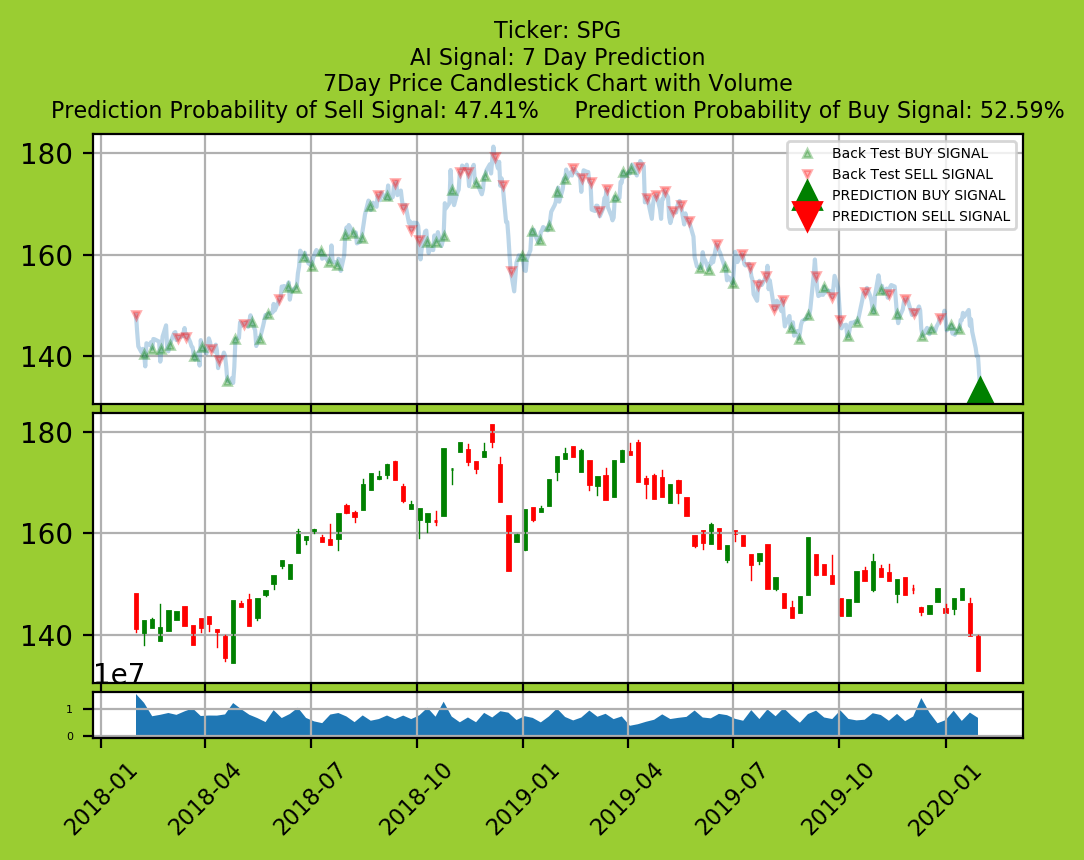 Ticker: SPG
AI Signal: 7 Day Prediction
7Day Price Candlestick Chart with Volume
Prediction Probability of Sell Signal: 47.41% Prediction Probability of Buy Signal: 52.59%
Back Test BUY SIGNAL
Back Test SELL SIGNAL
PREDICTION BUY SIGNAL
PREDICTION SELL SIGNAL
180
160
140
180
160
140
1e7
1
0
2018-01 2018-04 2018-07 2018-10 2019-01 2019-04 2019-07 2019-10 2020-01